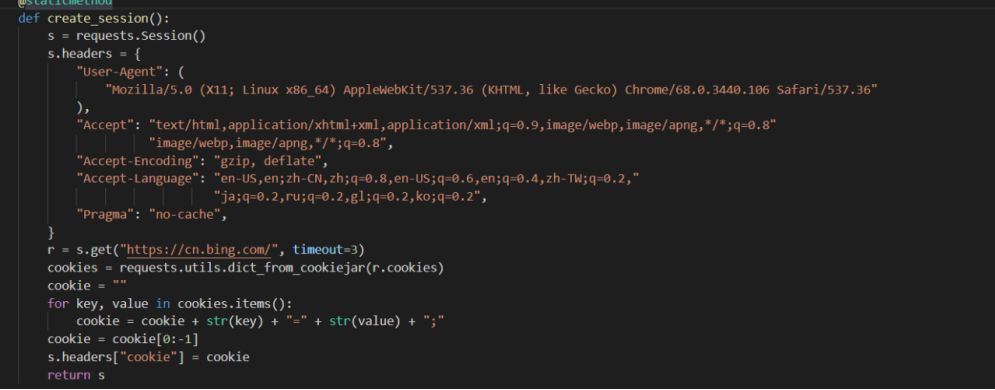 @staticmethod
def create_session():
    s = requests.Session()
    s.headers = {
        "User-Agent": (
            "Mozilla/5.0 (X11; Linux x86_64) AppleWebKit/537.36 (KHTML, like Gecko) Chrome/68.0.3440.106 Safari/537.36"
        ),
        "Accept": "text/html,application/xhtml+xml,application/xml;q=0.9,image/webp,image/apng,*/*;q=0.8"
                  "image/webp,image/apng,*/*;q=0.8",
        "Accept-Encoding": "gzip, deflate",
        "Accept-Language": "en-US,en;zh-CN,zh;q=0.8,en-US;q=0.6,en;q=0.4,zh-TW;q=0.2,"
                           "ja;q=0.2,ru;q=0.2,gl;q=0.2,ko;q=0.2",
        "Pragma": "no-cache",
    }
    r = s.get("https://cn.bing.com/", timeout=3)
    cookies = requests.utils.dict_from_cookiejar(r.cookies)
    cookie = ""
    for key, value in cookies.items():
        cookie = cookie + str(key) + "=" + str(value) + ";"
    cookie = cookie[0:-1]
    s.headers["cookie"] = cookie
    return s